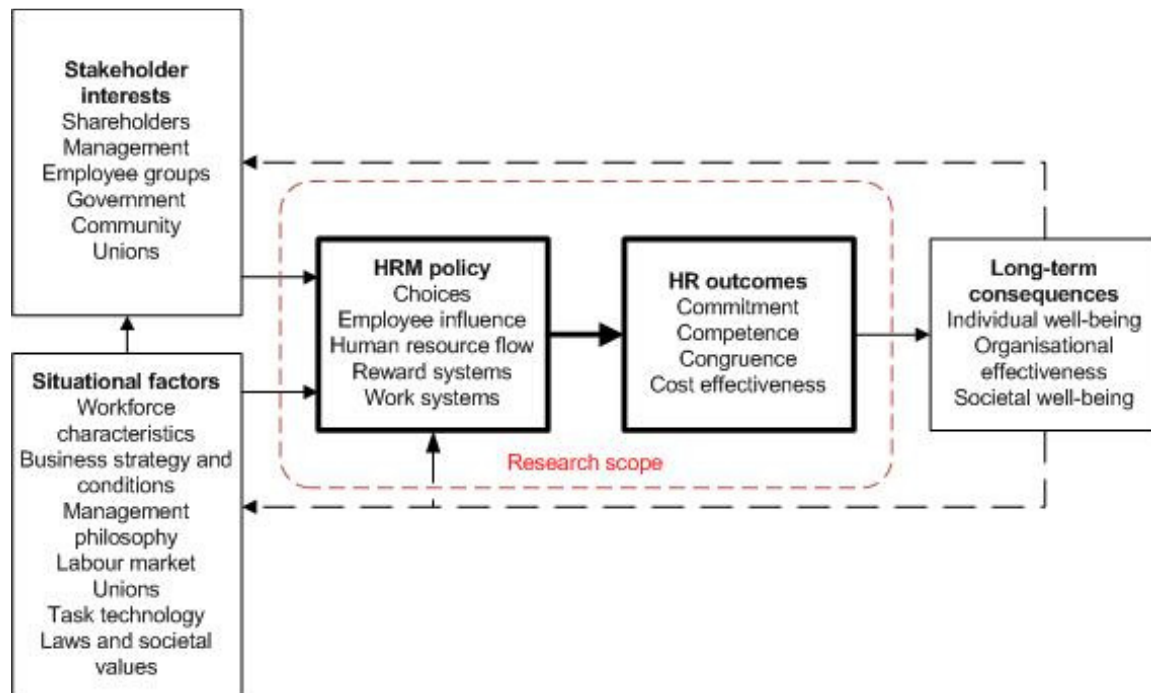 Stakeholder
interests
Shareholders
Management
Employee groups
Government
Community
Unions
HRM policy
Choices
Employee influence
Human resource flow
Reward systems
Work systems
HR outcomes
Commitment
Competence
Congruence
Cost effectiveness
Long-term
consequences
Individual well-being
Organisational
effectiveness
Societal well-being
Situational factors
Workforce
characteristics
Business strategy and
conditions
Management
philosophy
Labour market
Unions
Task technology
Laws and societal
values
Research scope